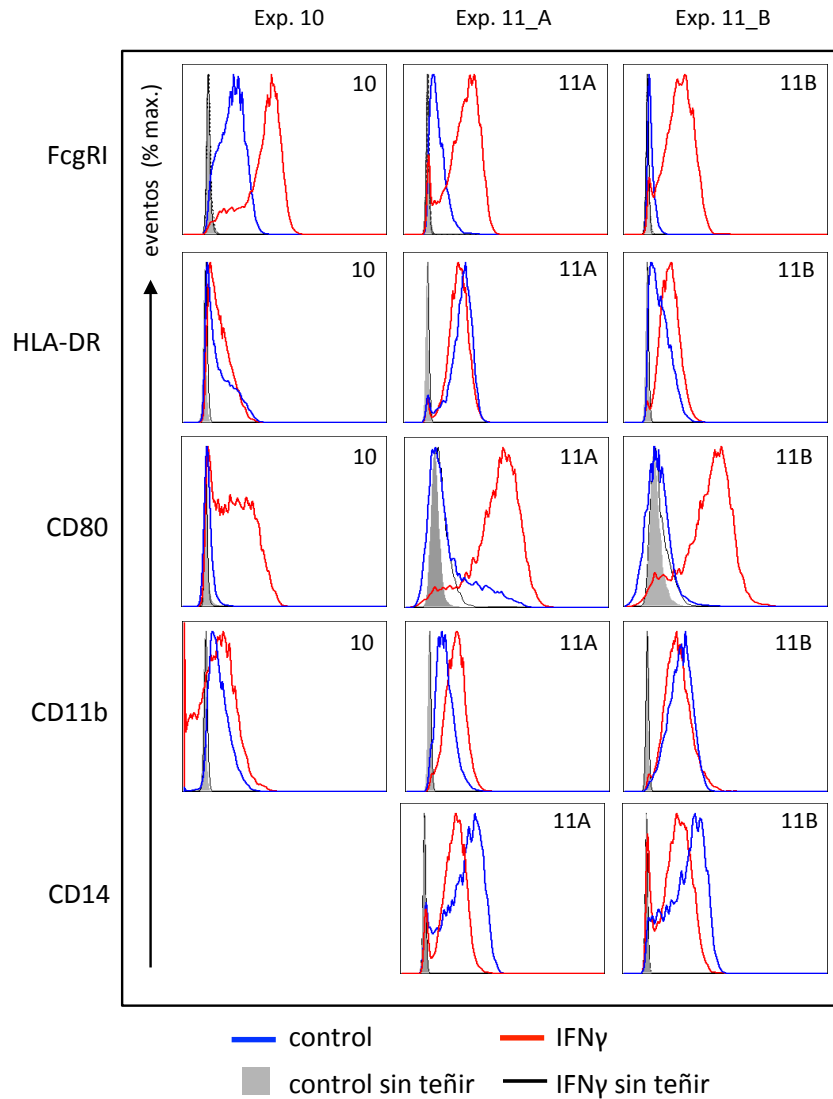 Exp. 10 Exp. 11_A Exp. 11_B
eventos (% max.)
FcgRI 10 11A 11B
HLA-DR 10 11A 11B
CD80 10 11A 11B
CD11b 10 11A 11B
CD14 11A 11B
control IFNγ
control sin teñir IFNγ sin teñir